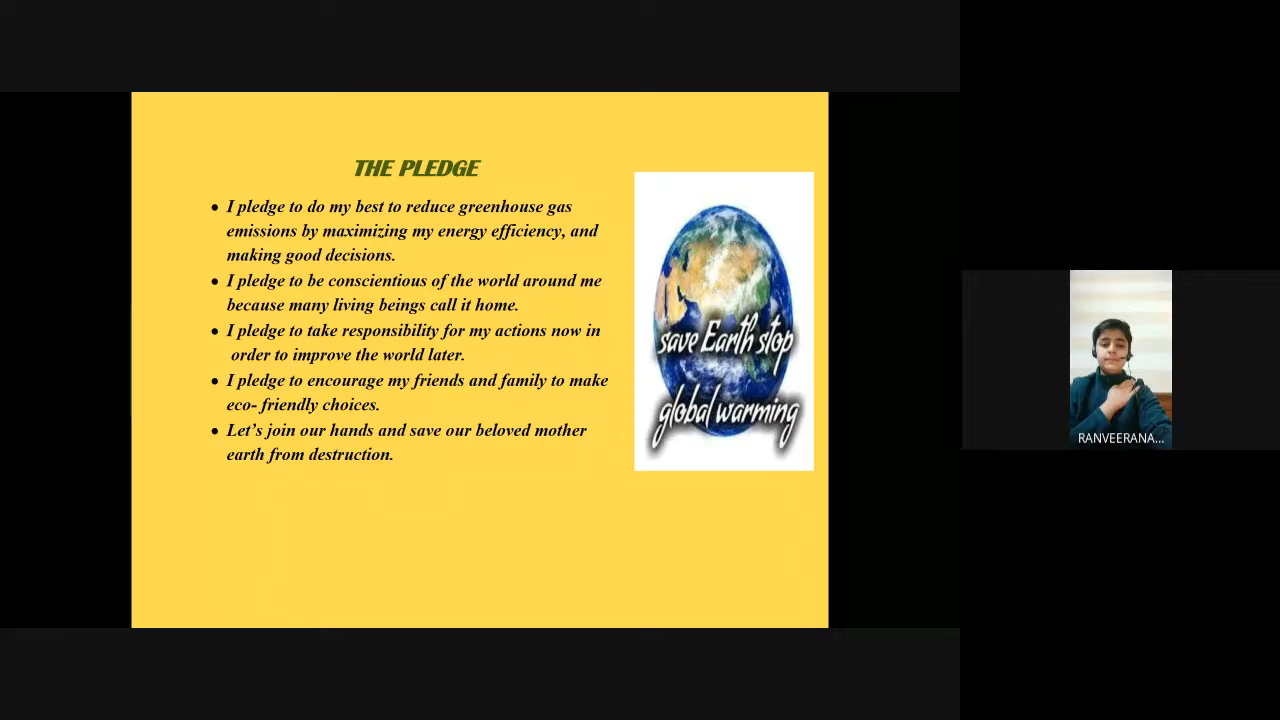 THE PLEDGE
• I pledge to do my best to reduce greenhouse gas
emissions by maximizing my energy efficiency, and
making good decisions.
• I pledge to be conscientious of the world around me
because many living beings call it home.
• I pledge to take responsibility for my actions now in
order to improve the world later.
• I pledge to encourage my friends and family to make
eco- friendly choices.
• Let’s join our hands and save our beloved mother
earth from destruction.
save Earth stop
global warming
RANVEERANA...